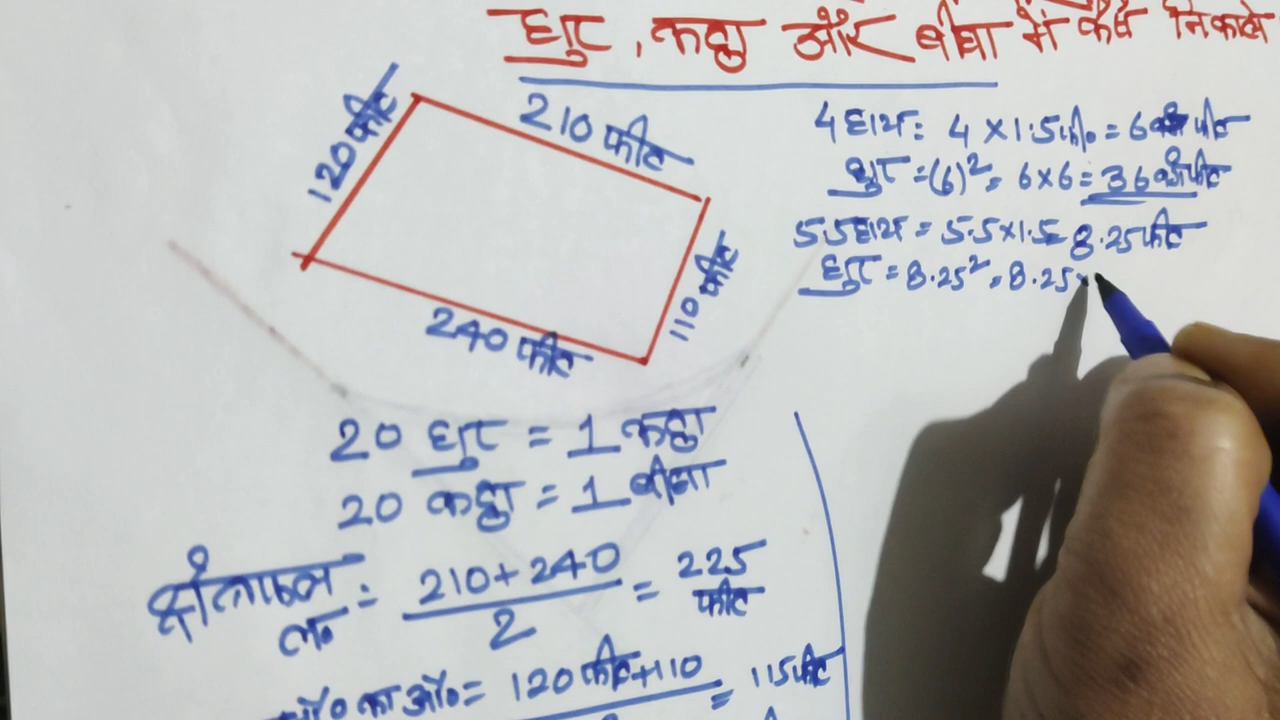 धुर, कट्ठा और बीघा में कैसे निकाले
120 फीट
210 फीट
110 फीट
240 फीट
4 हाथ = 4 × 1.5 फी० = 6 फीट
धुर = (6)² = 6×6 = 36 वर्ग फीट
5.5 हाथ = 5.5×1.5 = 8.25 फीट
धुर = 8.25² = 8.25×
20 धुर = 1 कट्ठा
20 कट्ठा = 1 बीघा
क्षेत्रफल
ल० = 210+240 / 2 = 225 फीट
चौ० का औ० = 120 फीट+110 = 115 फीट